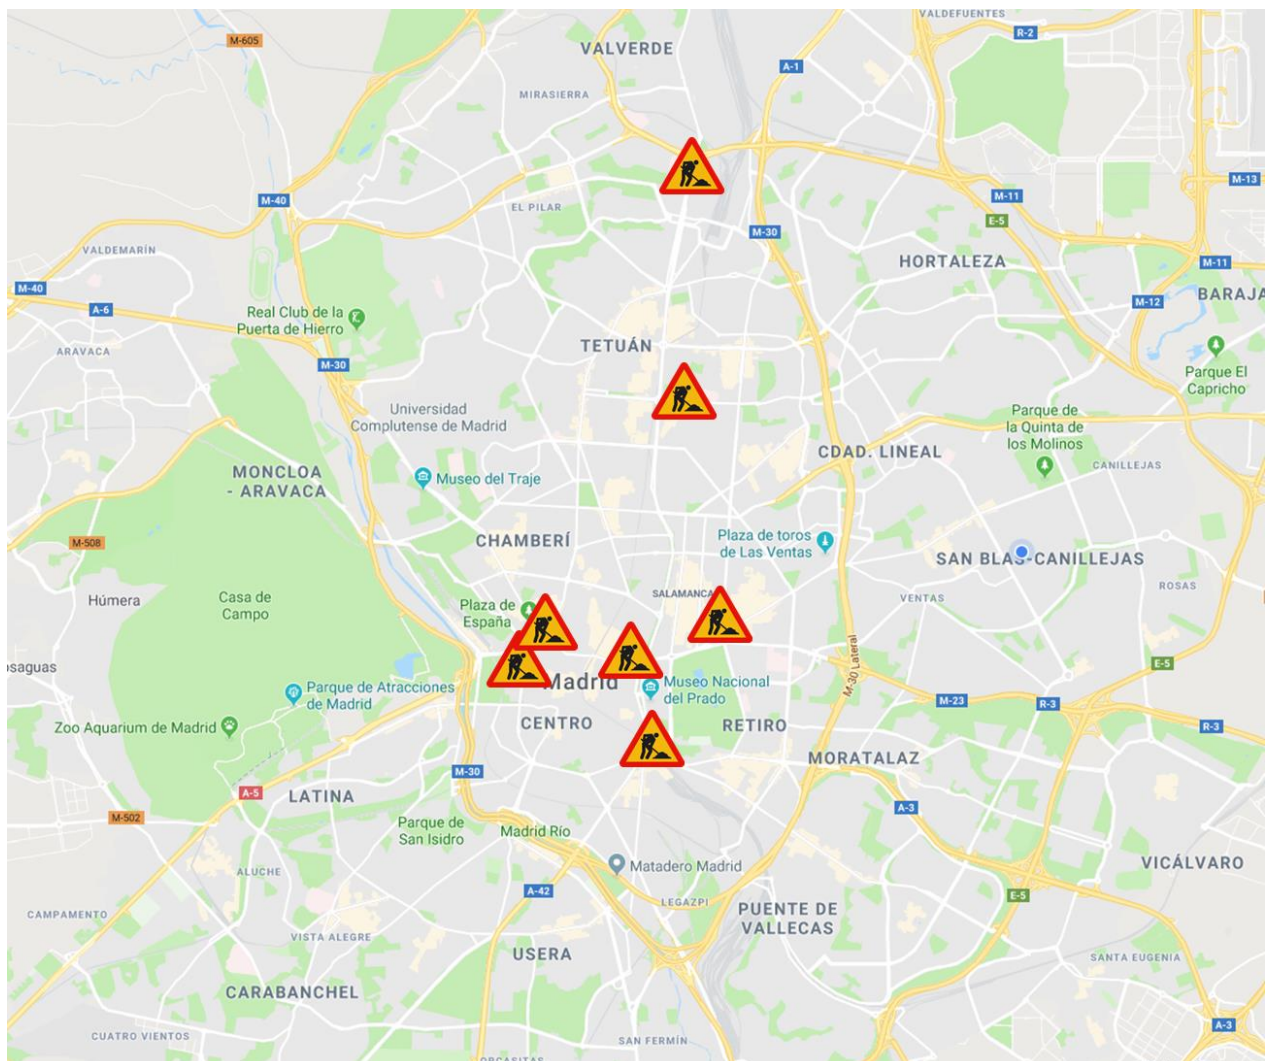 VALDEFUENTES
R-2
M-605
VALVERDE
A-1
MIRASIERRA
M-13
M-11
M-40
EL PILAR
E-5
M-30
VALDEMARÍN
HORTALEZA
M-11
M-40
M-12
BARAJA
A-6
Real Club de la
Puerta de Hierro
TETUÁN
ARAVACA
M-30
Parque El
Capricho
Universidad
Complutense de Madrid
Parque de
la Quinta de
los Molinos
CDAD. LINEAL
CANILLEJAS
MONCLOA
- ARAVACA
Museo del Traje
M-508
CHAMBERÍ
Plaza de toros
de Las Ventas
SAN BLAS-CANILLEJAS
ROSAS
Húmera
Casa de
Campo
Plaza de
España
SALAMANCA
VENTAS
osaguas
M-30 Lateral
E-5
Parque de Atracciones
de Madrid
Madrid
Museo Nacional
del Prado
M-23
R-3
R-3
Zoo Aquarium de Madrid
CENTRO
RETIRO
MORATALAZ
M-30
A-5
LATINA
A-3
M-502
Parque de
San Isidro
Madrid Río
Matadero Madrid
VICÁLVARO
ALUCHE
A-42
E-5
LEGAZPI
CAMPAMENTO
PUENTE DE
VALLECAS
VISTA ALEGRE
USERA
SANTA EUGENIA
CARABANCHEL
A-3
CUATRO VIENTOS
SAN FERMÍN
ORCASITAS